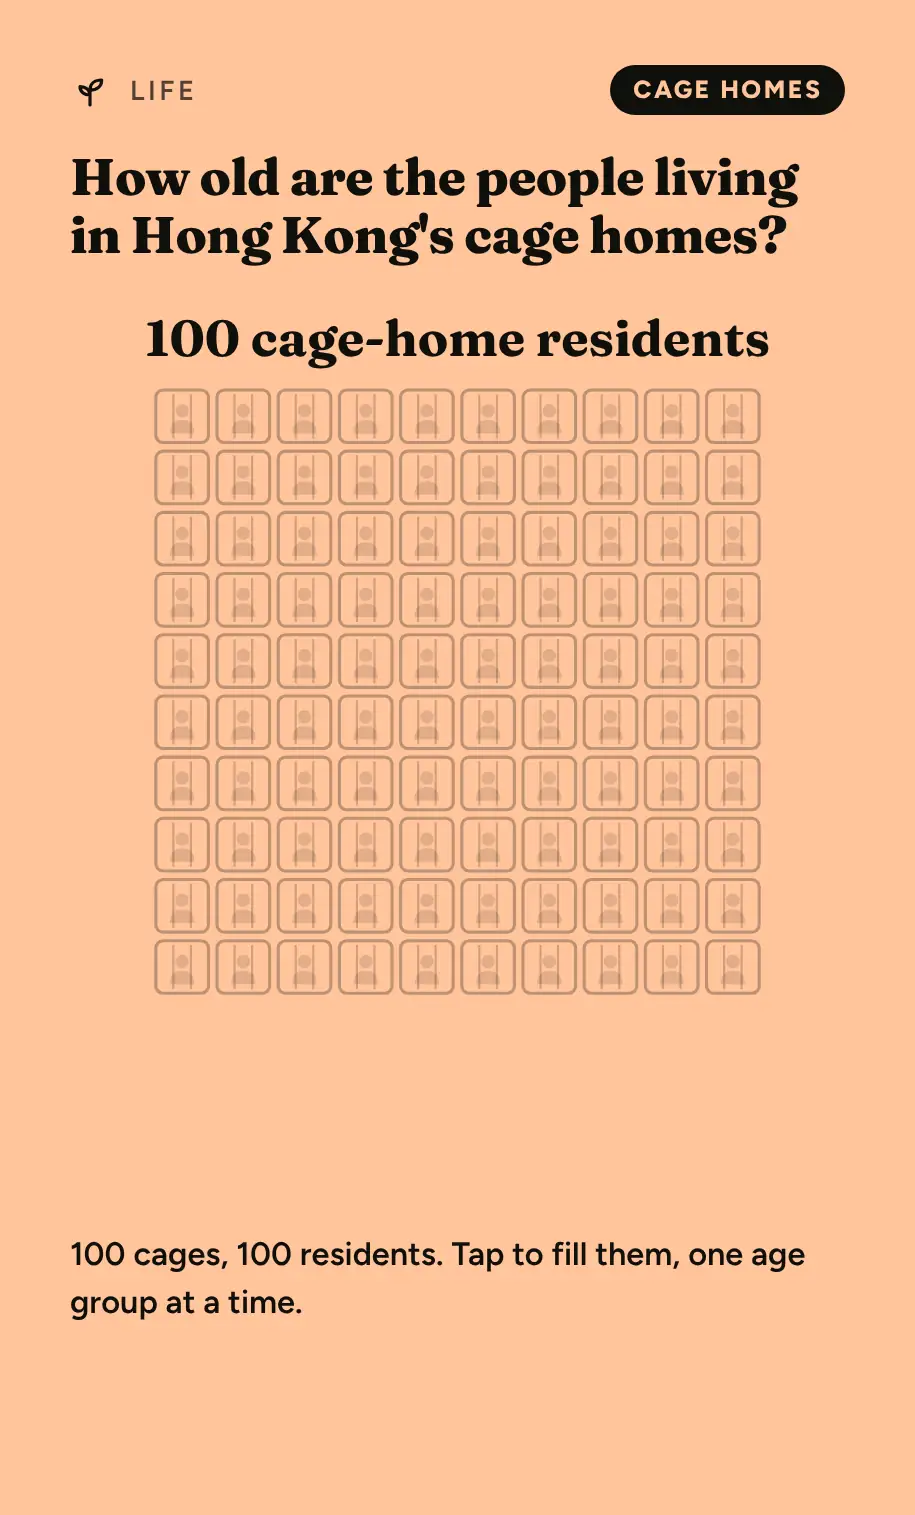 LIFE
CAGE HOMES
How old are the people living
in Hong Kong's cage homes?
100 cage-home residents
100 cages, 100 residents. Tap to fill them, one age
group at a time.